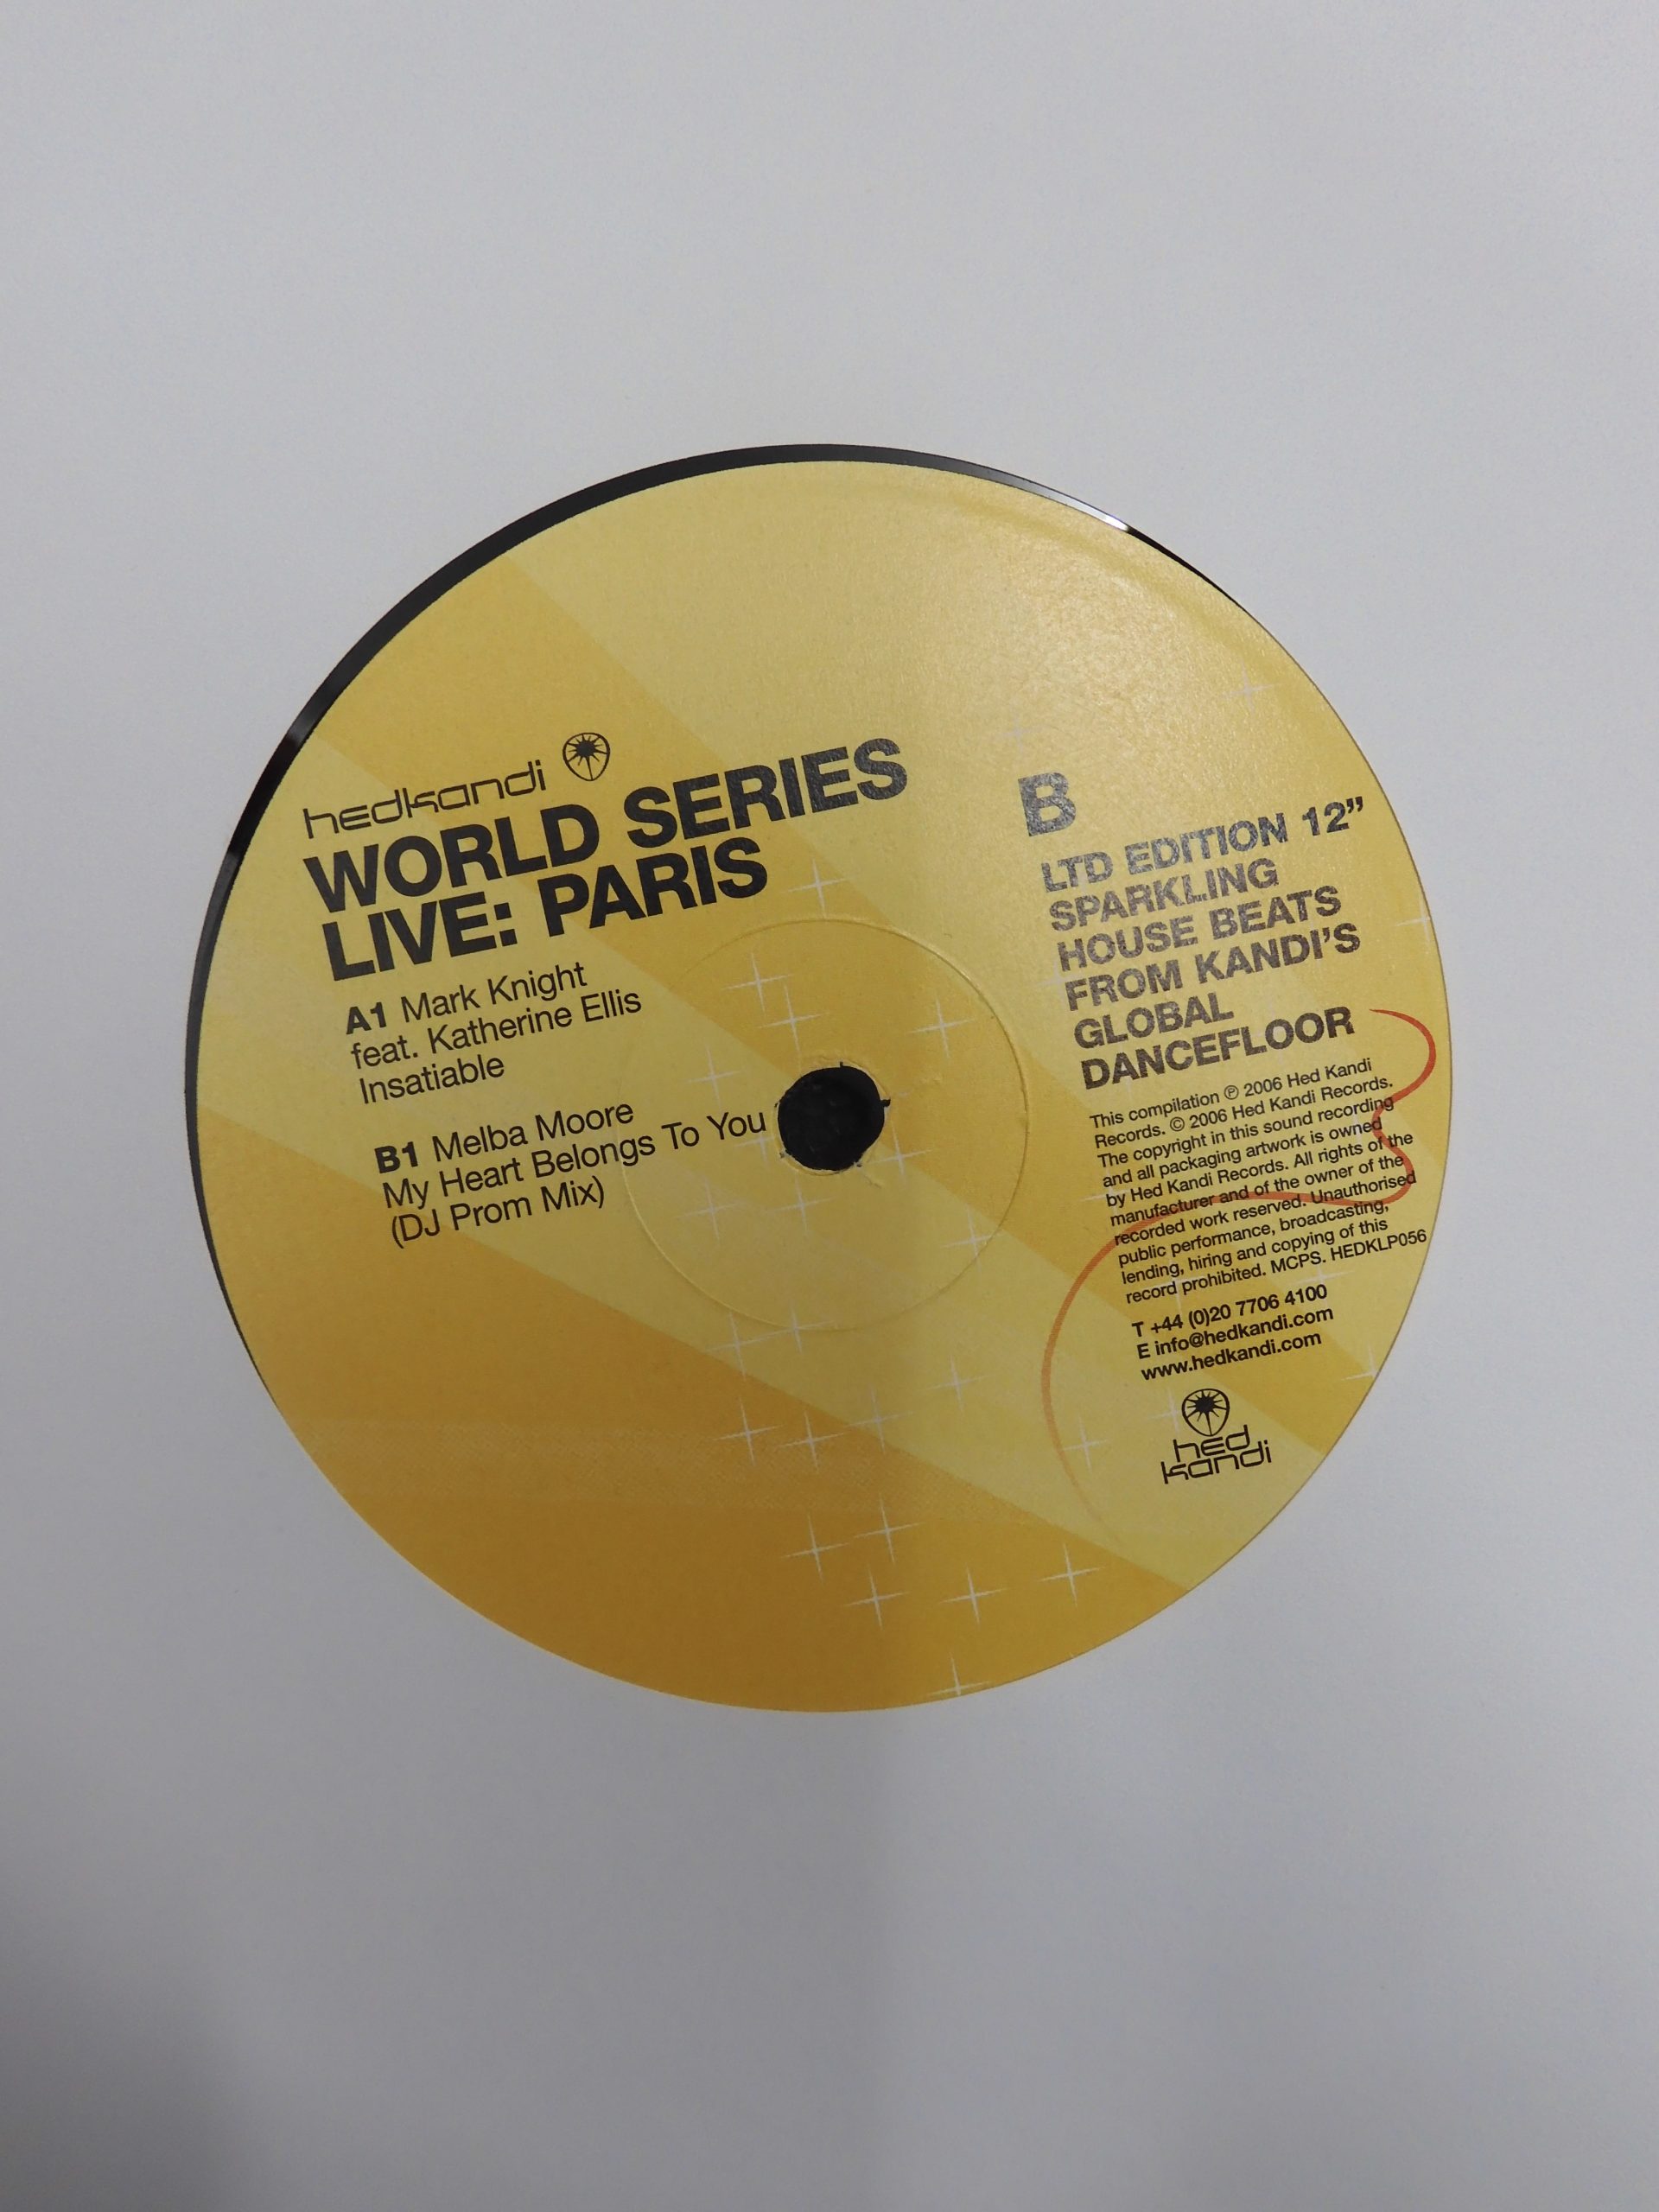 hedkandi
WORLD SERIES
LIVE: PARIS
A1 Mark Knight
feat. Katherine Ellis
Insatiable
B1 Melba Moore
My Heart Belongs To You
(DJ Prom Mix)
B
LTD EDITION 12”
SPARKLING
HOUSE BEATS
FROM KANDI’S
GLOBAL
DANCEFLOOR
This compilation ℗ 2006 Hed Kandi
Records. © 2006 Hed Kandi Records.
The copyright in this sound recording
and all packaging artwork is owned
by Hed Kandi Records. All rights of the
manufacturer and of the owner of the
recorded work reserved. Unauthorised
public performance, broadcasting,
lending, hiring and copying of this
record prohibited. MCPS. HEDKLP056
T +44 (0)20 7706 4100
E info@hedkandi.com
www.hedkandi.com
hed
kandi